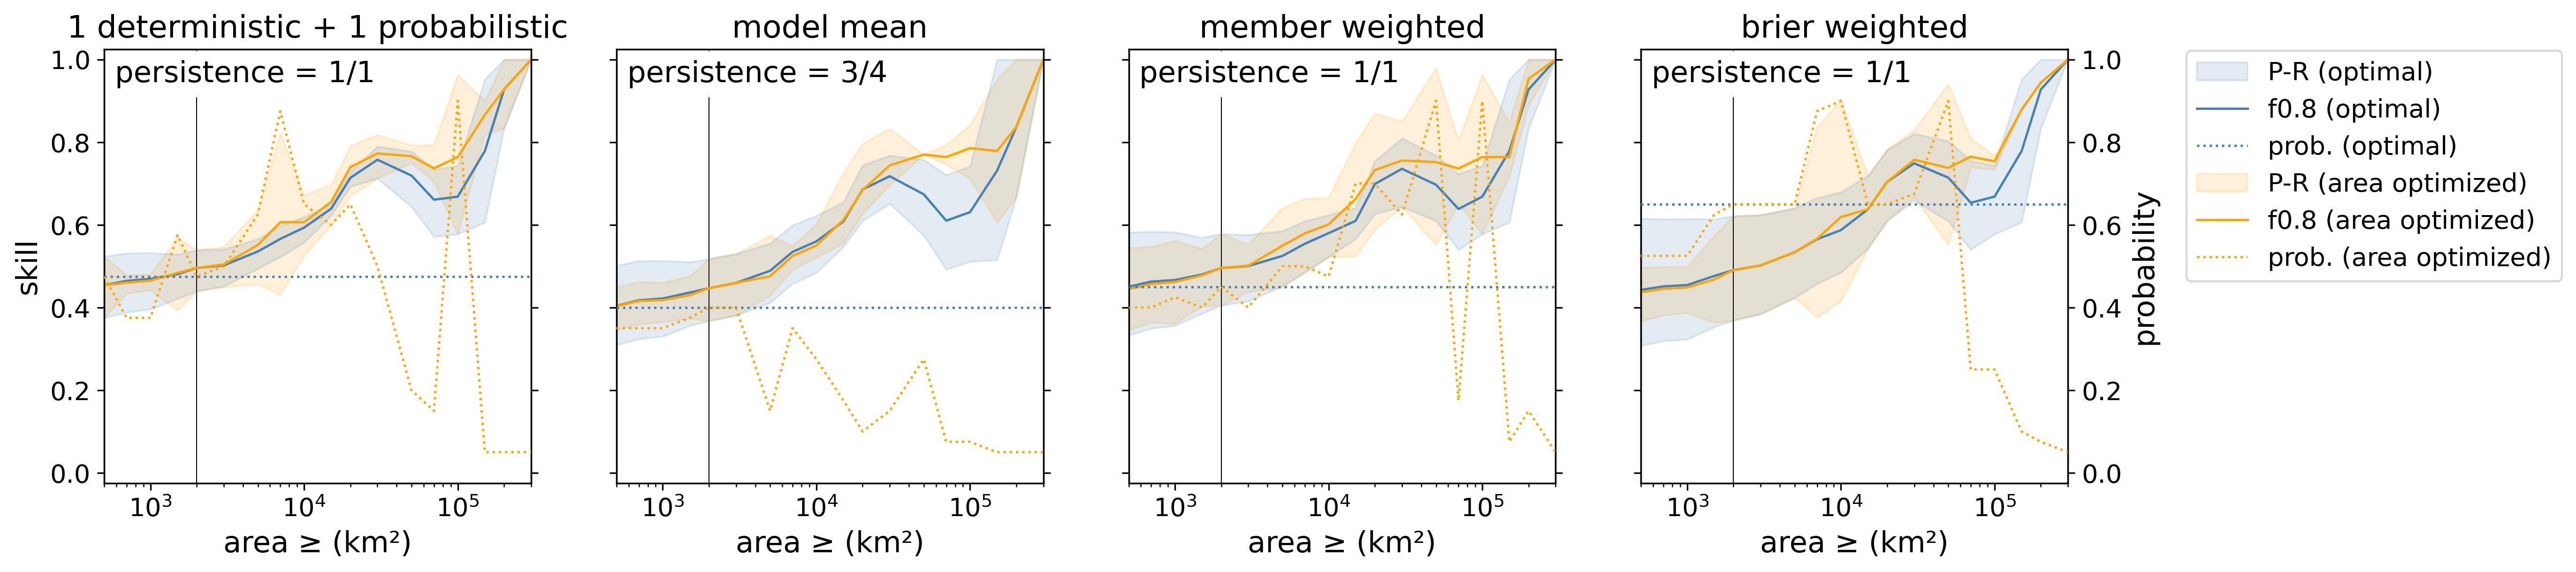 1 deterministic + 1 probabilistic
model mean
member weighted
brier weighted
persistence = 1/1
persistence = 3/4
persistence = 1/1
persistence = 1/1
1.0
0.8
0.6
0.4
0.2
0.0
skill
1.0
0.8
0.6
0.4
0.2
0.0
probability
10³ 10⁴ 10⁵
10³ 10⁴ 10⁵
10³ 10⁴ 10⁵
10³ 10⁴ 10⁵
area ≥ (km²)
area ≥ (km²)
area ≥ (km²)
area ≥ (km²)
P-R (optimal)
f0.8 (optimal)
prob. (optimal)
P-R (area optimized)
f0.8 (area optimized)
prob. (area optimized)